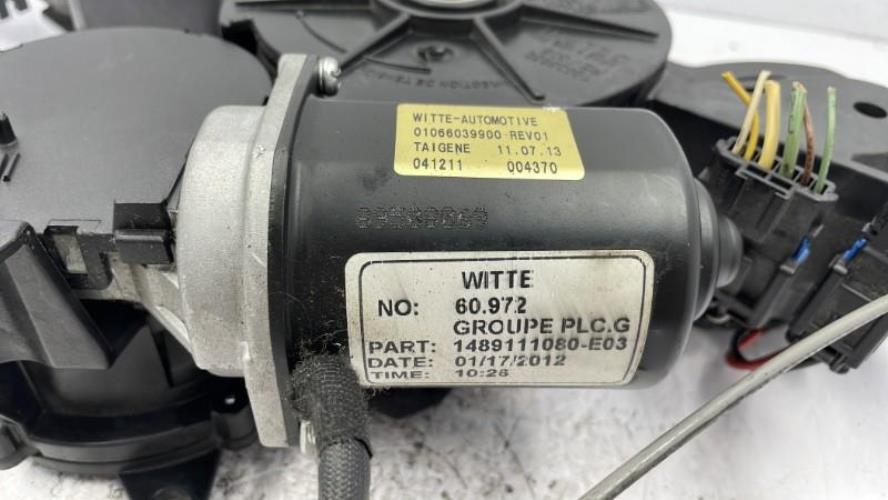 WITTE-AUTOMOTIVE
01066039900 REV01
TAIGENE 11.07.13
041211 004370
WITTE
NO: 60.972
GROUPE PLC.G
PART: 1489111080-E03
DATE: 01/17/2012
TIME: 10:26